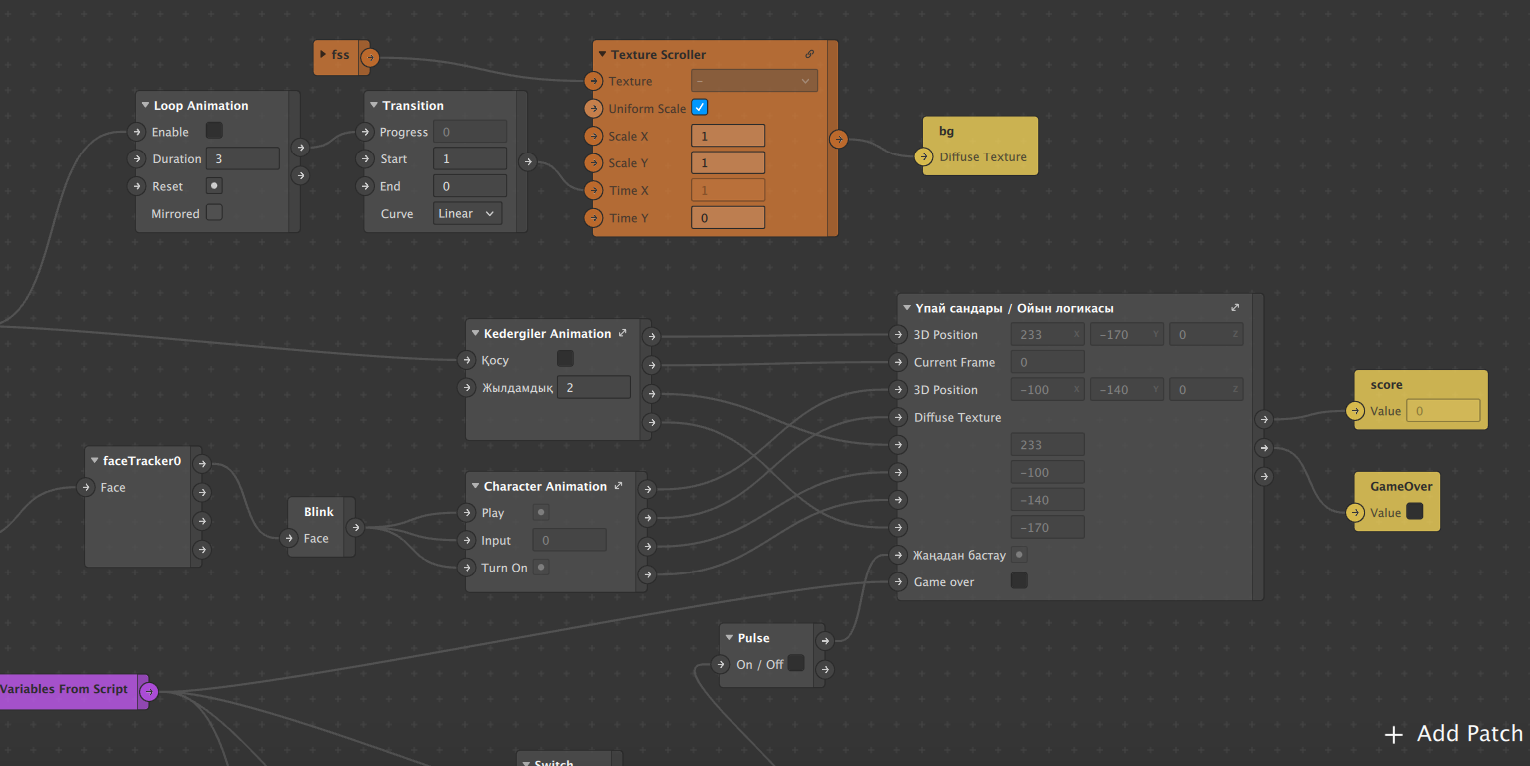 fss
Texture Scroller
Texture
–
Uniform Scale
Scale X
1
Scale Y
1
Time X
1
Time Y
0
bg
Diffuse Texture
Loop Animation
Enable
Duration
3
Reset
Mirrored
Transition
Progress
0
Start
1
End
0
Curve
Linear
Kedergiler Animation
Қосу
Жылдамдық
2
Упай сандары / Ойын логикасы
3D Position
233 X
-170 Y
0 Z
Current Frame
0
3D Position
-100 X
-140 Y
0 Z
Diffuse Texture
233
-100
-140
-170
Жаңадан бастау
Game over
score
Value
0
GameOver
Value
faceTracker0
Face
Blink
Face
Character Animation
Play
Input
0
Turn On
Pulse
On / Off
Variables From Script
Switch
+ Add Patch